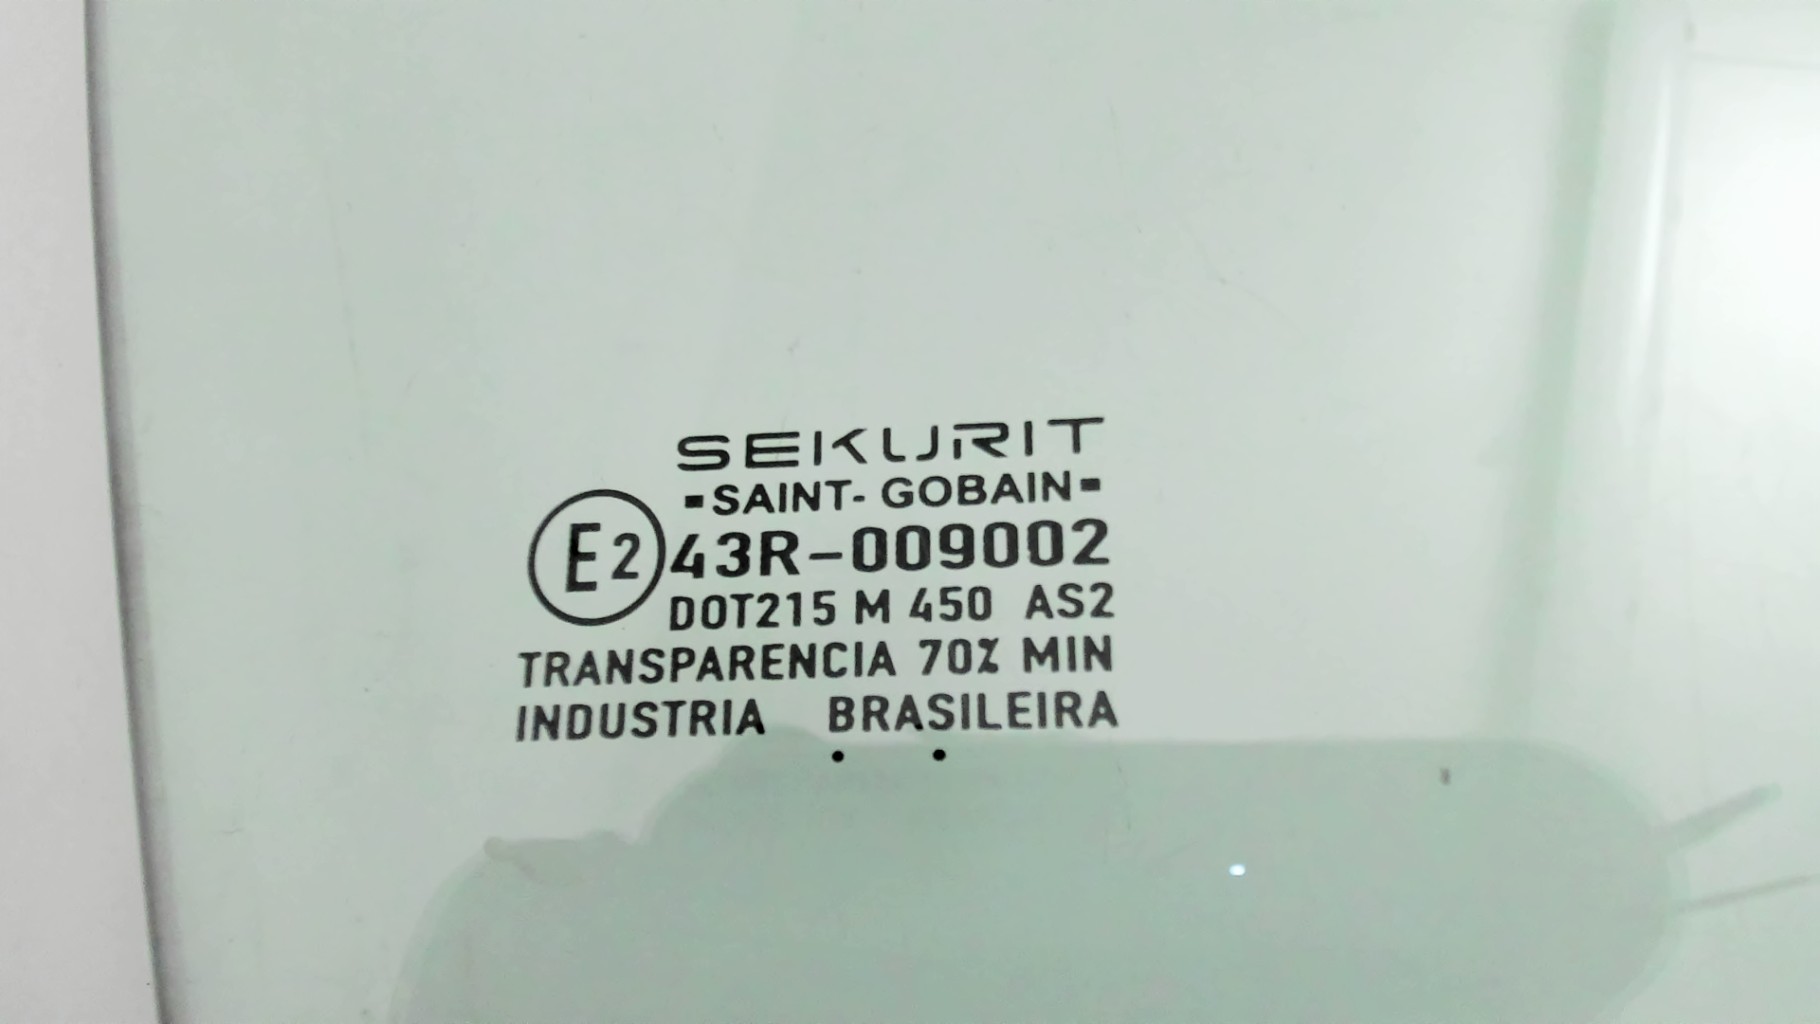 SEKURIT
SAINT- GOBAIN
E2 43R-009002
DOT215 M 450 AS2
TRANSPARENCIA 70% MIN
INDUSTRIA BRASILEIRA